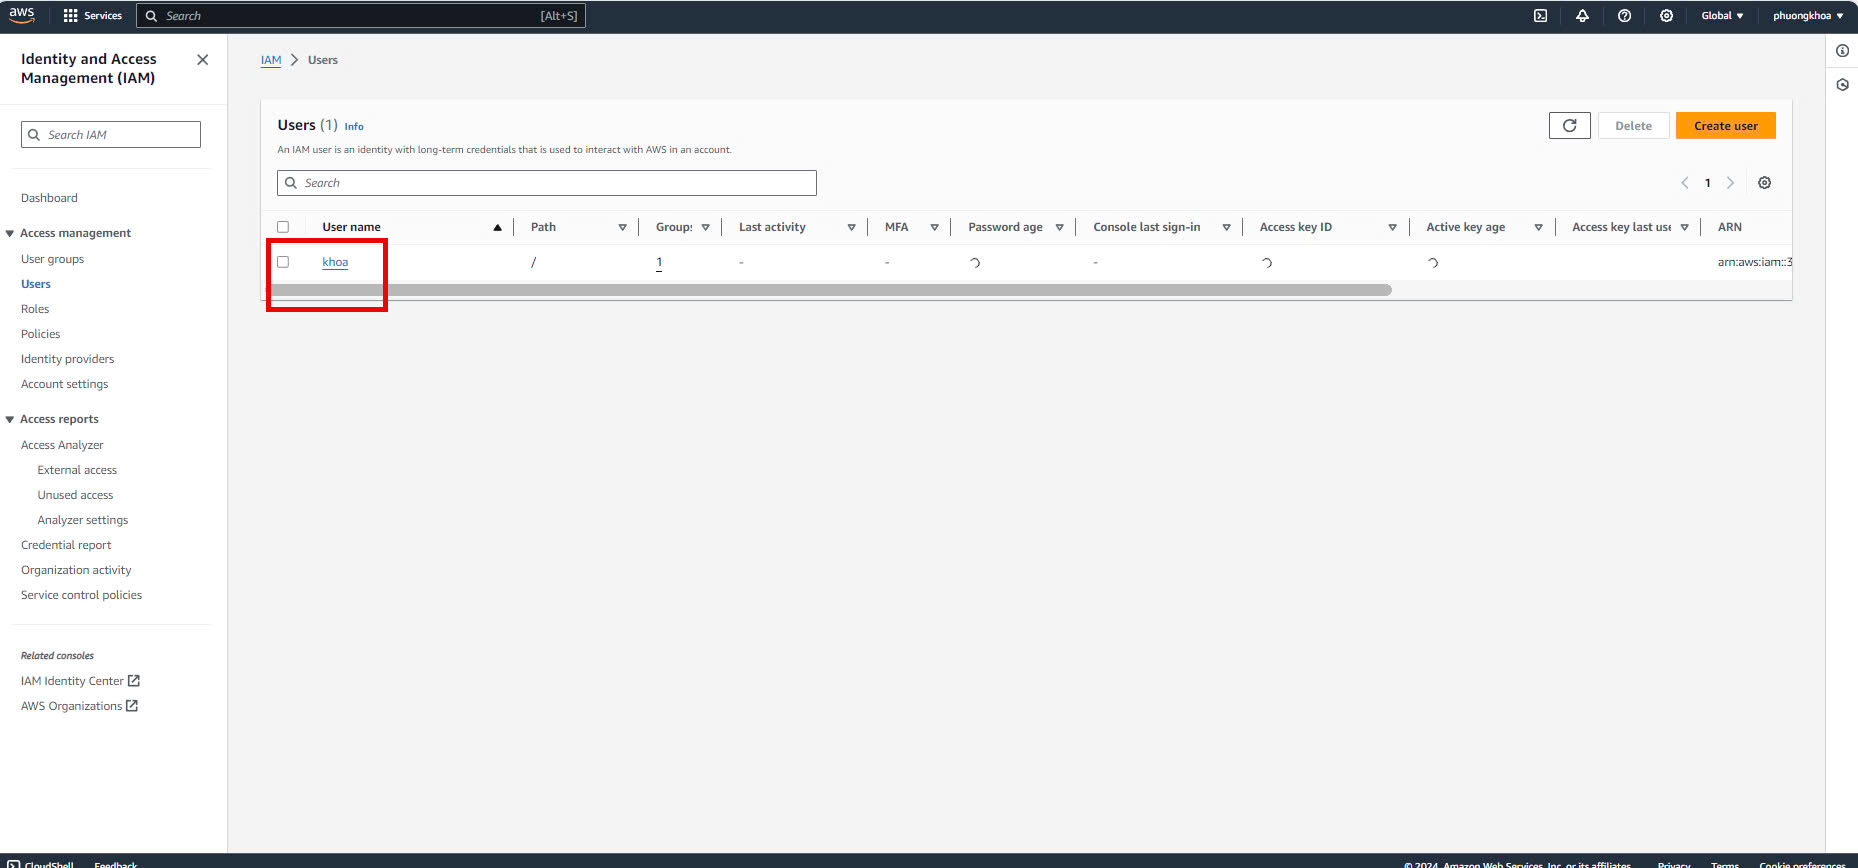 aws Services Search [Alt+S] Global phuongkhoa
Identity and Access
Management (IAM)
Search IAM
Dashboard
Access management
User groups
Users
Roles
Policies
Identity providers
Account settings
Access reports
Access Analyzer
External access
Unused access
Analyzer settings
Credential report
Organization activity
Service control policies
Related consoles
IAM Identity Center
AWS Organizations
IAM > Users
Users (1) Info
Delete Create user
An IAM user is an identity with long-term credentials that is used to interact with AWS in an account.
Search
1
User name Path Groups Last activity MFA Password age Console last sign-in Access key ID Active key age Access key last use ARN
khoa / 1 - - - arn:aws:iam::3
CloudShell Feedback © 2024, Amazon Web Services, Inc. or its affiliates. Privacy Terms Cookie preferences